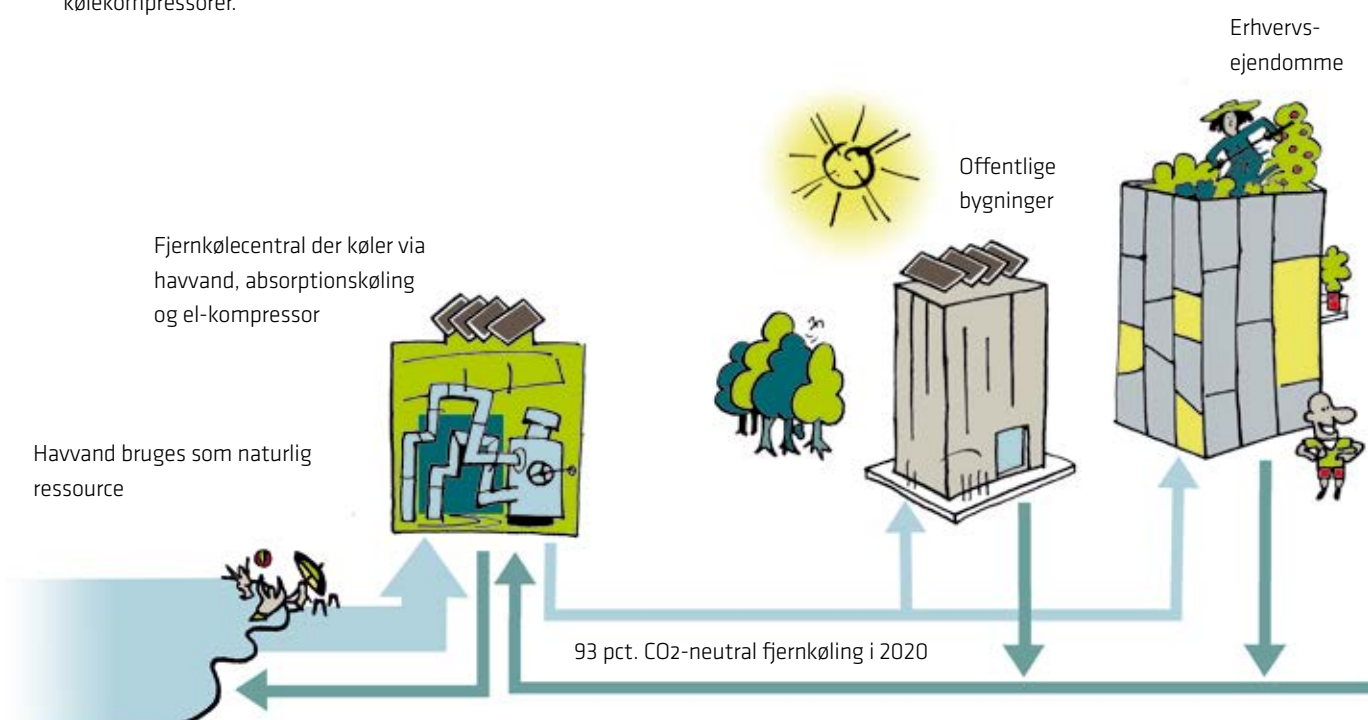 kølekompressorer.
Erhvervs-
ejendomme
Offentlige
bygninger
Fjernkølecentral der køler via
havvand, absorptionskøling
og el-kompressor
Havvand bruges som naturlig
ressource
93 pct. CO2-neutral fjernkøling i 2020